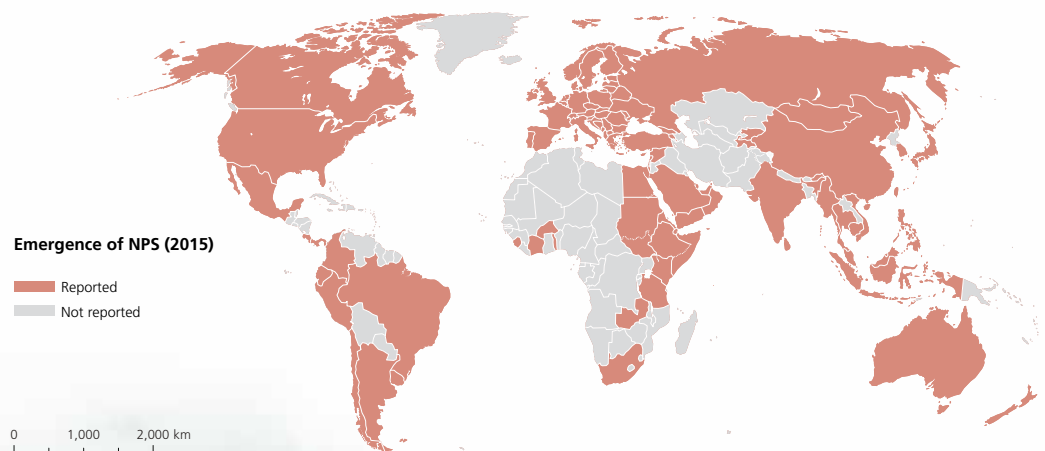 Emergence of NPS (2015)
Reported
Not reported
0 1,000 2,000 km